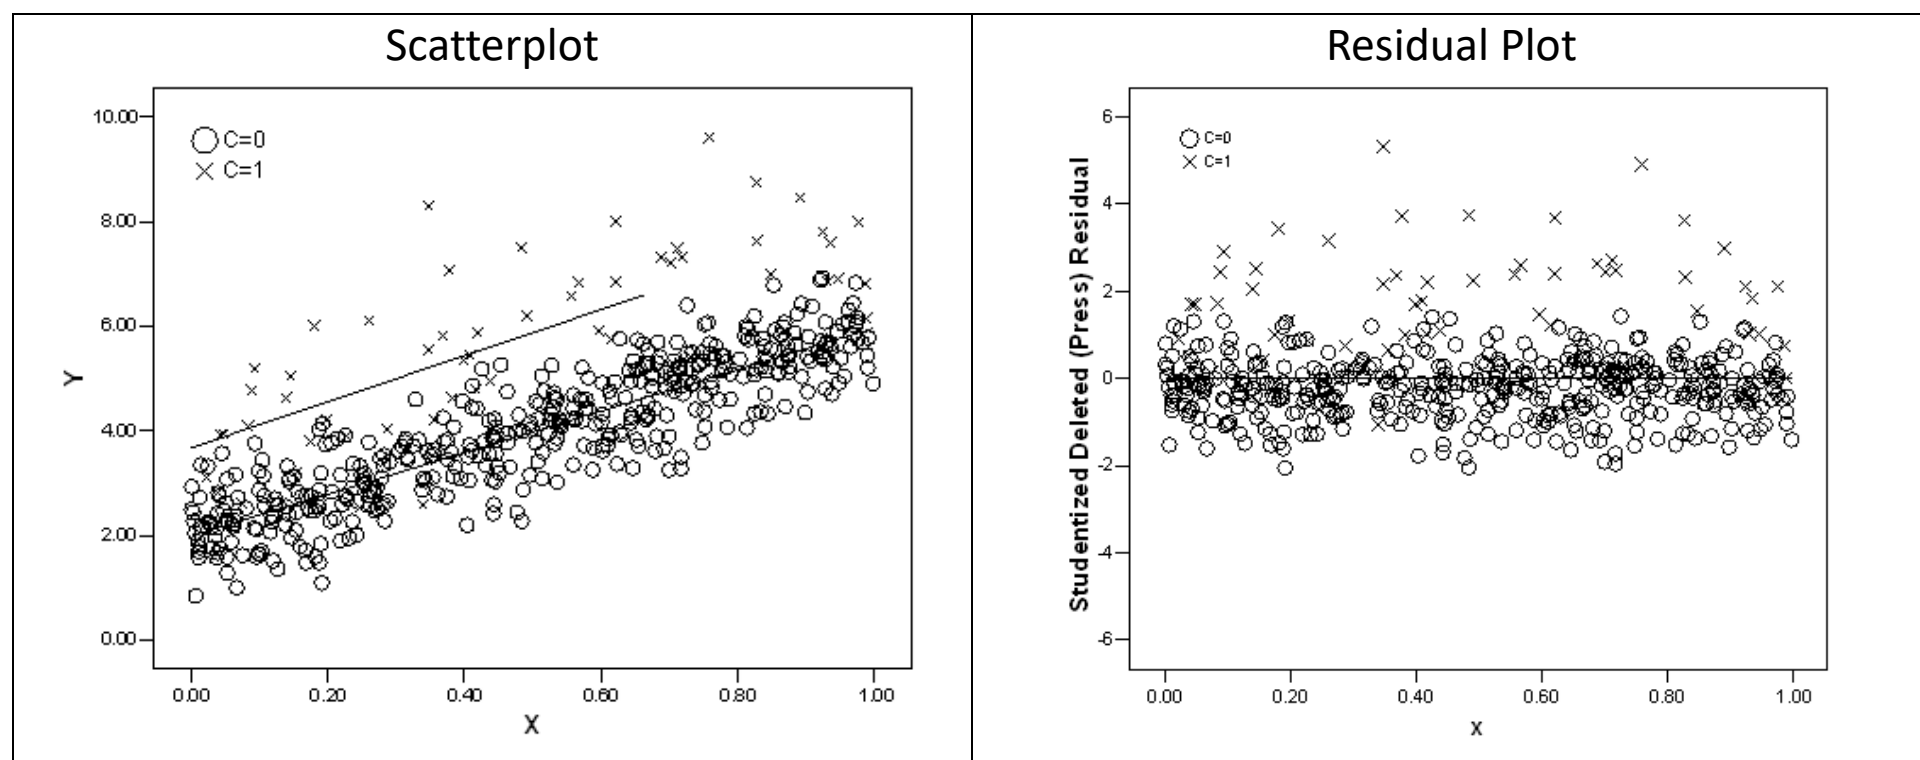 Scatterplot
10.00
8.00
6.00
4.00
2.00
0.00
Y
C=0
C=1
0.00 0.20 0.40 0.60 0.80 1.00
X
Residual Plot
6
4
2
0
-2
-4
-6
Studentized Deleted (Press) Residual
C=0
C=1
0.00 0.20 0.40 0.60 0.80 1.00
X